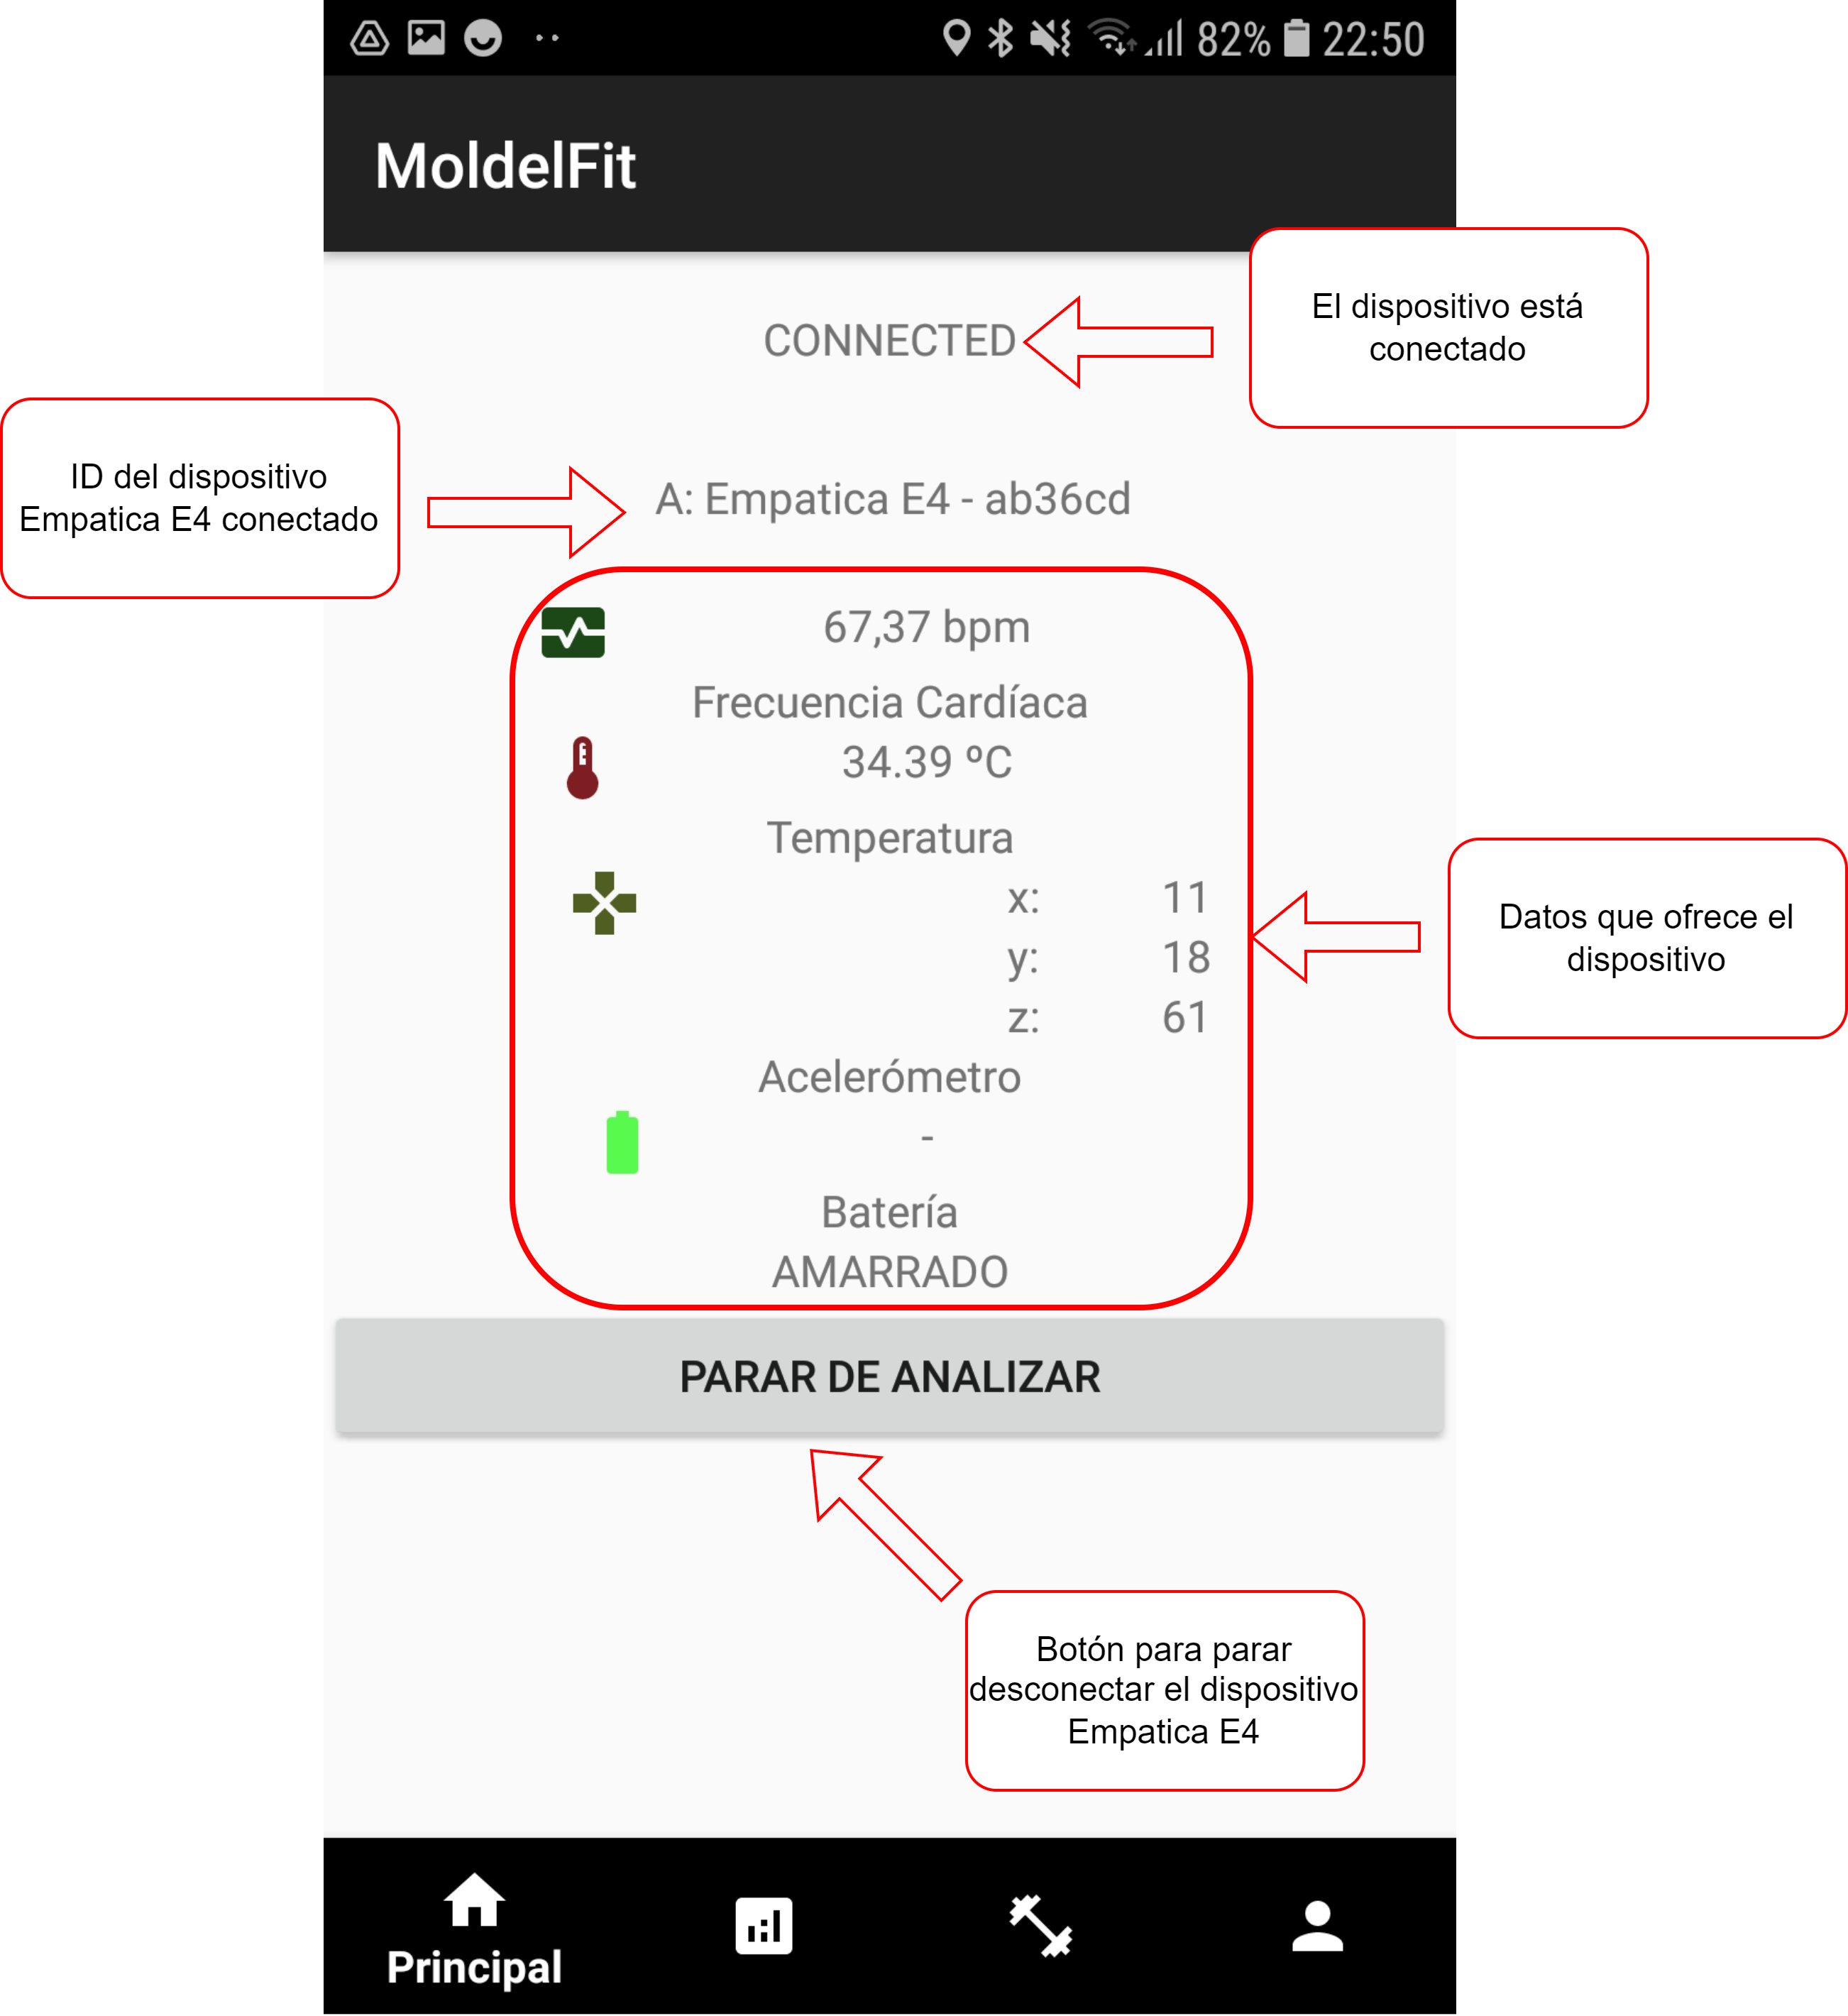 82% 22:50
MoldelFit
El dispositivo está
conectado
CONNECTED
ID del dispositivo
Empatica E4 conectado
A: Empatica E4 - ab36cd
67,37 bpm
Frecuencia Cardíaca
34.39 ºC
Temperatura
x: 11
y: 18
z: 61
Datos que ofrece el
dispositivo
Acelerómetro
-
Batería
AMARRADO
PARAR DE ANALIZAR
Botón para parar
desconectar el dispositivo
Empatica E4
Principal